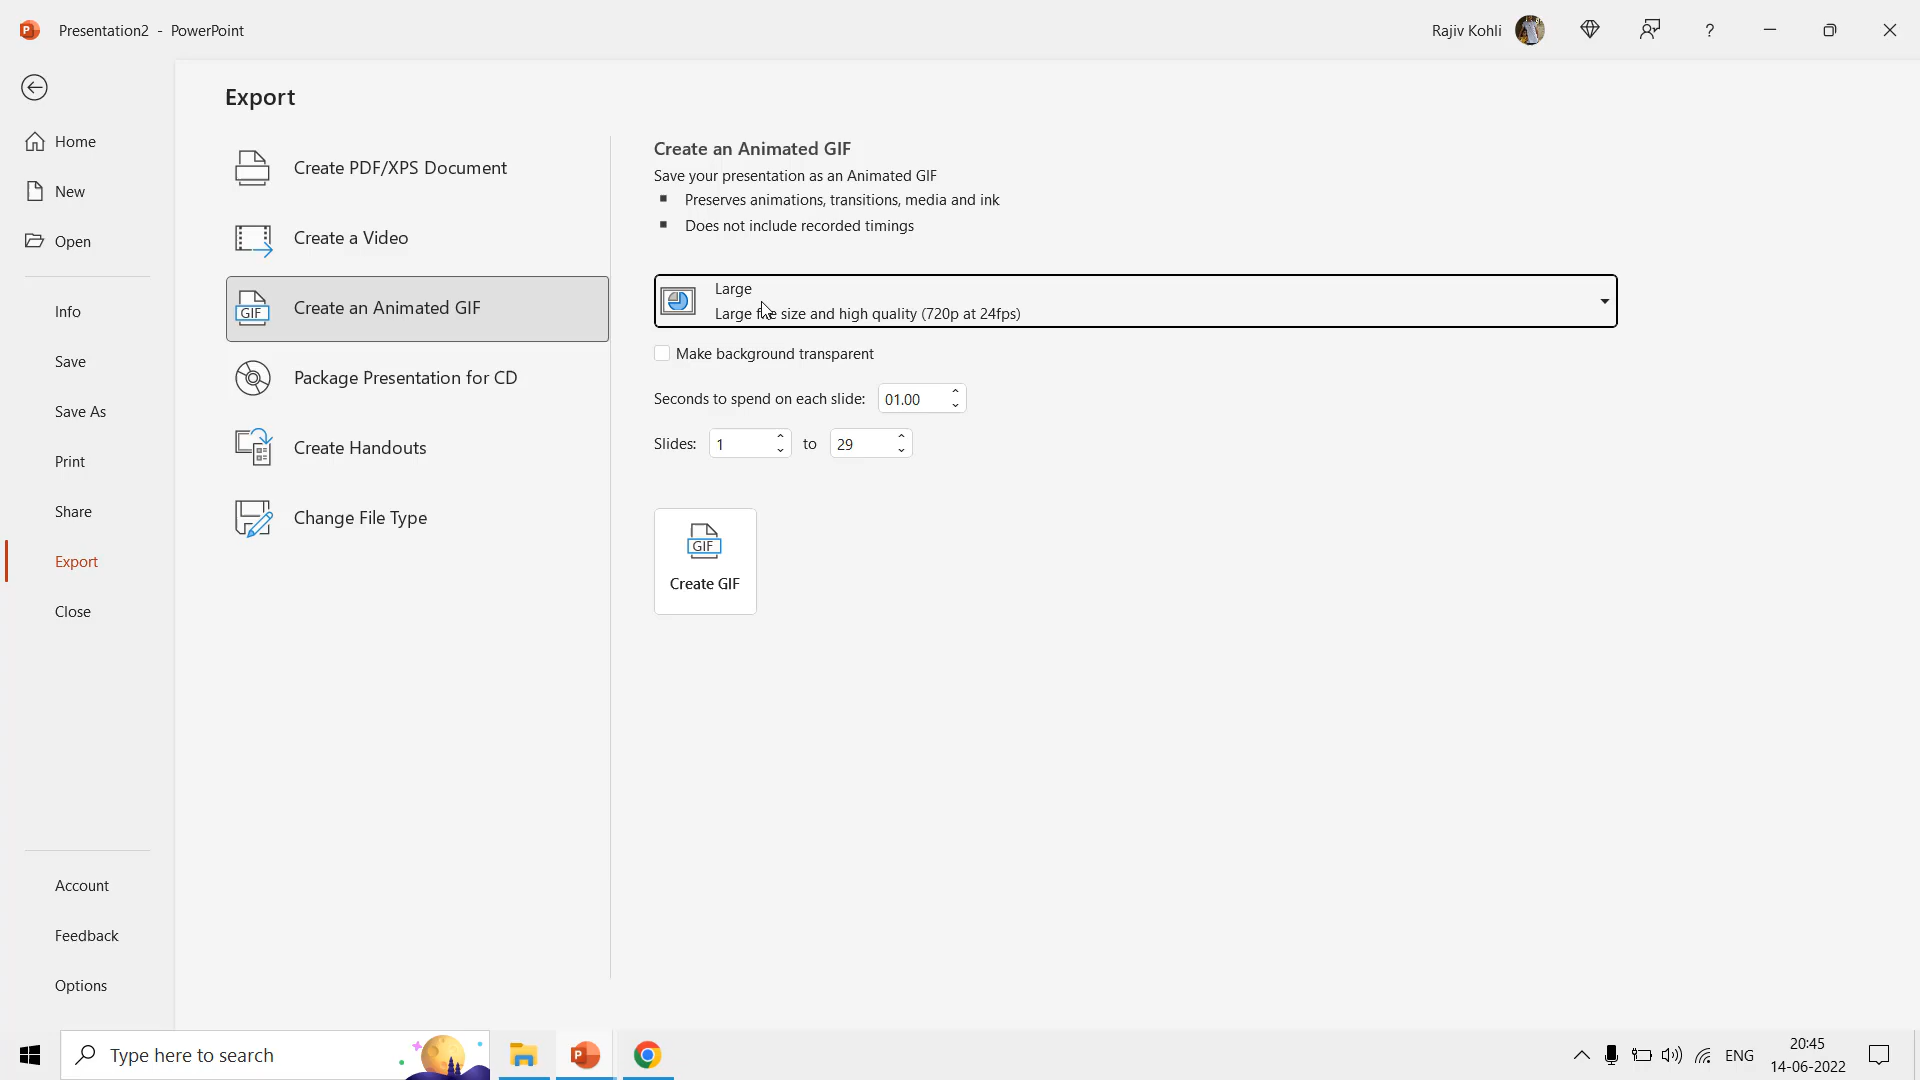 Presentation2 - PowerPoint
Rajiv Kohli
?
Export
Home
New
Open
Info
Save
Save As
Print
Share
Export
Close
Account
Feedback
Options
Create PDF/XPS Document
Create a Video
GIF
Create an Animated GIF
Package Presentation for CD
Create Handouts
Change File Type
Create an Animated GIF
Save your presentation as an Animated GIF
Preserves animations, transitions, media and ink
Does not include recorded timings
Large
Large file size and high quality (720p at 24fps)
Make background transparent
Seconds to spend on each slide: 01.00
Slides: 1 to 29
GIF
Create GIF
Type here to search
ENG
20:45
14-06-2022